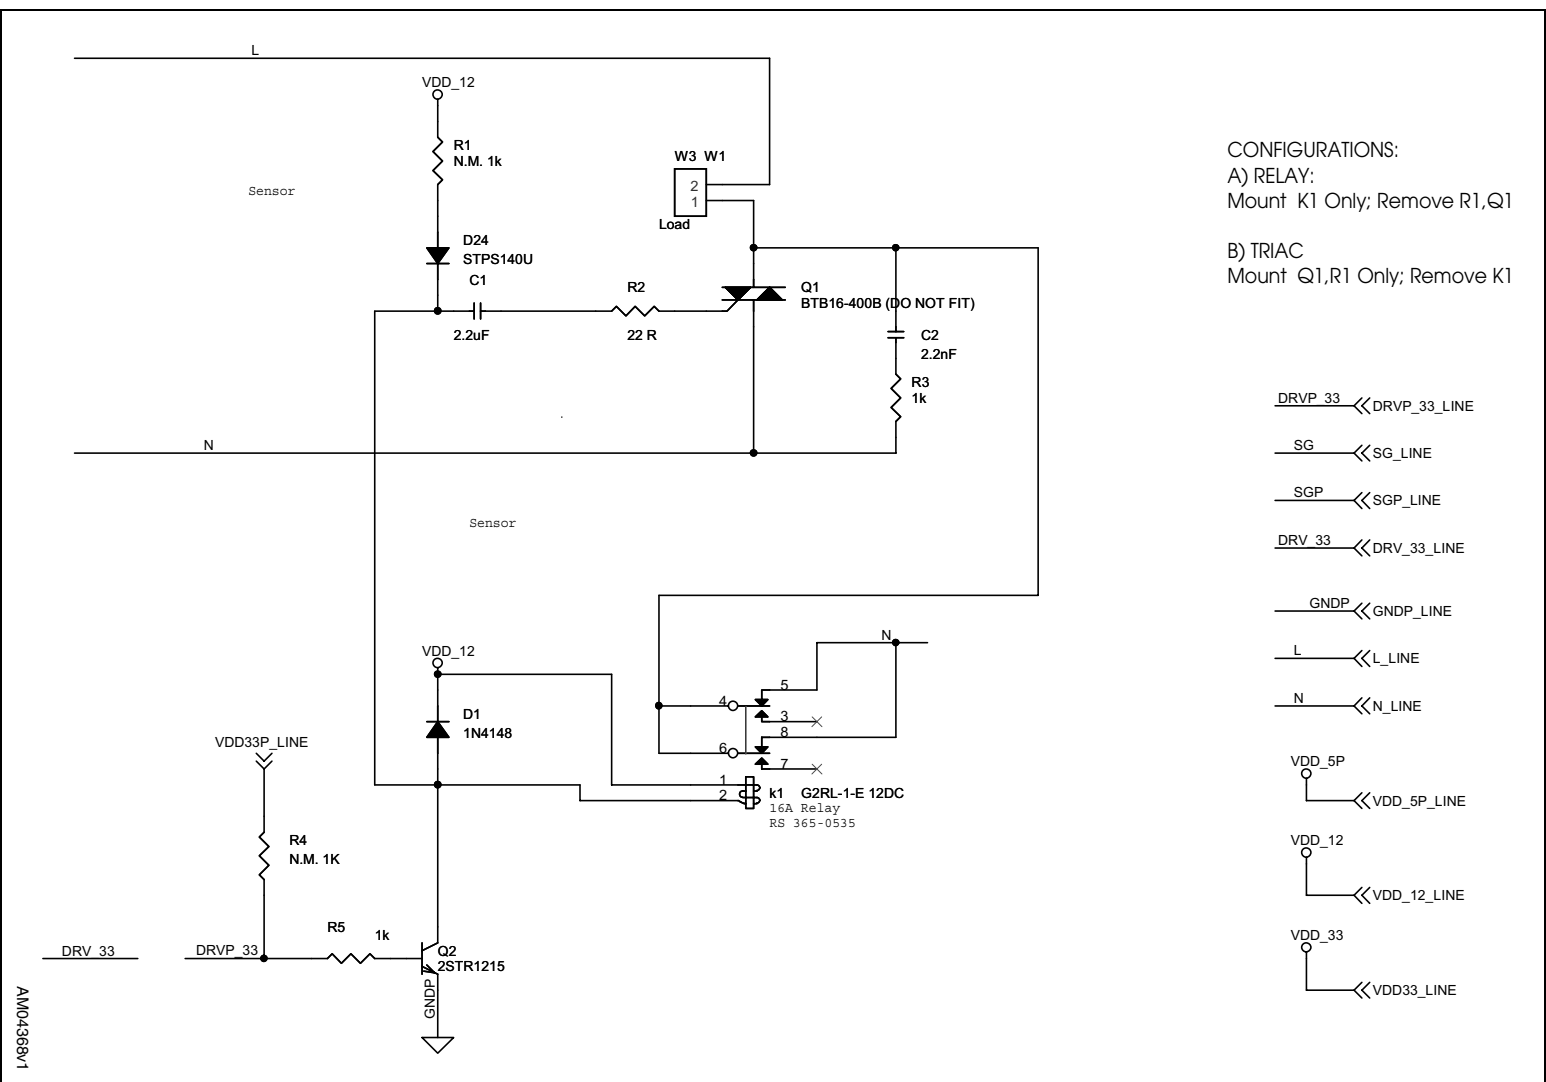 L
VDD_12
R1
N.M. 1k
Sensor
W3 W1
2
1
Load
D24
STPS140U
C1
2.2uF
R2
22 R
Q1
BTB16-400B (DO NOT FIT)
C2
2.2nF
R3
1k
N
Sensor
CONFIGURATIONS:
A) RELAY:
Mount K1 Only; Remove R1,Q1
B) TRIAC
Mount Q1,R1 Only; Remove K1
DRVP_33 DRVP_33_LINE
SG SG_LINE
SGP SGP_LINE
DRV_33 DRV_33_LINE
GNDP GNDP_LINE
L L_LINE
N N_LINE
VDD_5P
VDD_5P_LINE
VDD_12
VDD_12_LINE
VDD_33
VDD33_LINE
N
VDD_12
D1
1N4148
4
5
3
8
6
7
1
2
k1 G2RL-1-E 12DC
16A Relay
RS 365-0535
VDD33P_LINE
R4
N.M. 1K
R5 1k
DRV_33
DRVP_33
Q2
2STR1215
GNDP
AM04368v1